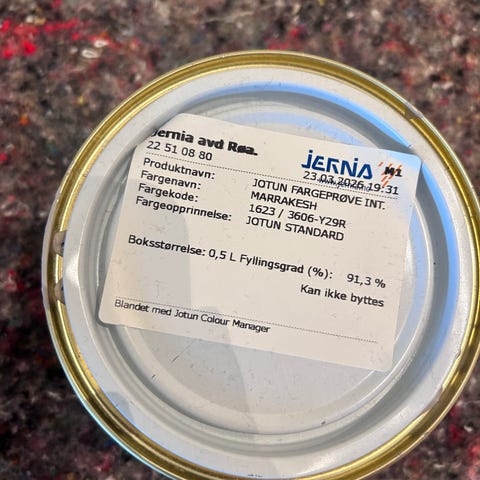 Jernia avd Røa.
22 51 08 80
JERNIA
23.03.2026 19:31
M1
Produktnavn: JOTUN FARGEPRØVE INT.
Fargenavn: MARRAKESH
Fargekode: 1623 / 3606-Y29R
Fargeopprinnelse: JOTUN STANDARD
Boksstørrelse: 0,5 L Fyllingsgrad (%): 91,3 %
Kan ikke byttes
Blandet med Jotun Colour Manager